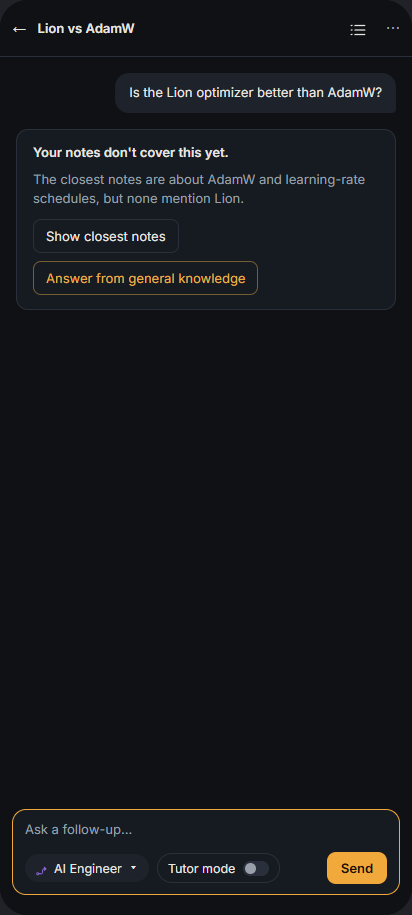 Lion vs AdamW
Is the Lion optimizer better than AdamW?
Your notes don't cover this yet.
The closest notes are about AdamW and learning-rate
schedules, but none mention Lion.
Show closest notes
Answer from general knowledge
Ask a follow-up...
AI Engineer
Tutor mode
Send